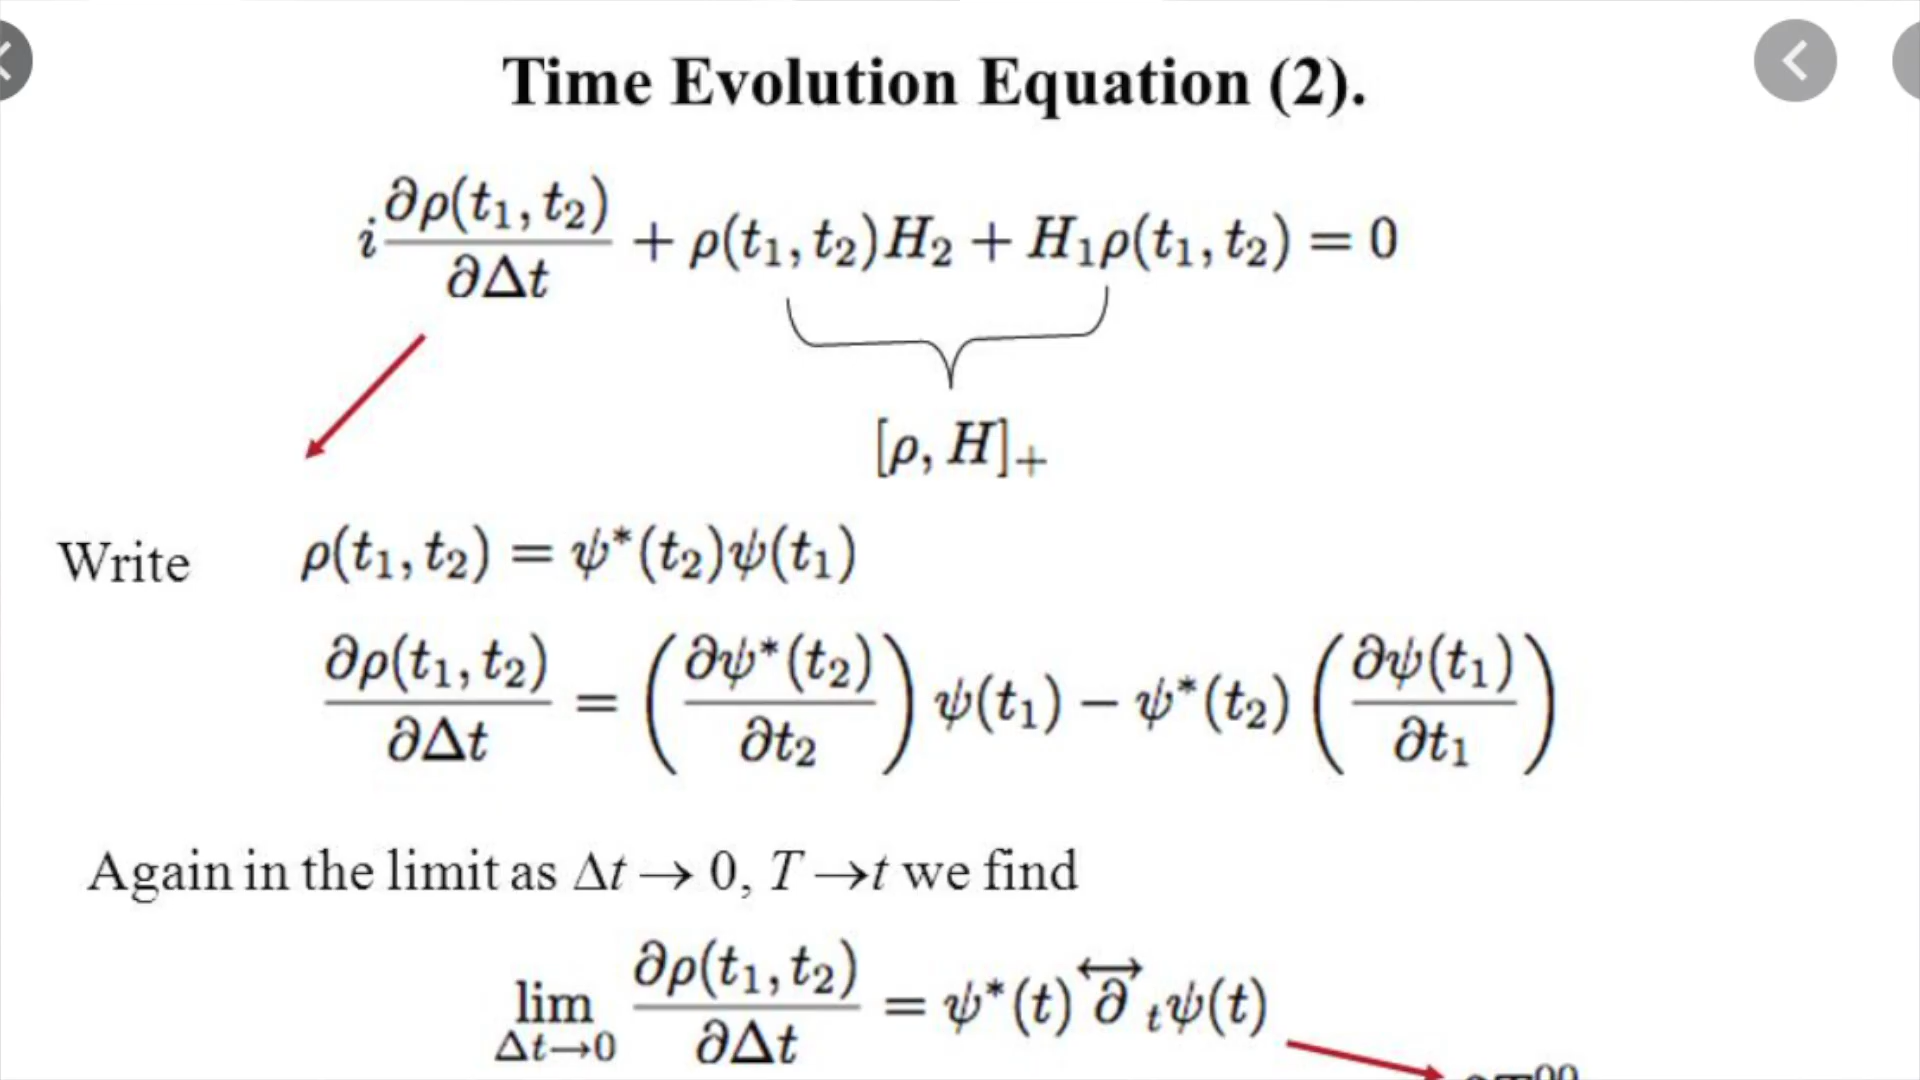 Time Evolution Equation (2).
i ∂ρ(t₁, t₂)/∂Δt + ρ(t₁, t₂)H₂ + H₁ρ(t₁, t₂) = 0
[ρ, H]₊
Write ρ(t₁, t₂) = ψ*(t₂)ψ(t₁)
∂ρ(t₁, t₂)/∂Δt = (∂ψ*(t₂)/∂t₂) ψ(t₁) − ψ*(t₂) (∂ψ(t₁)/∂t₁)
Again in the limit as Δt → 0, T → t we find
lim Δt→0 ∂ρ(t₁, t₂)/∂Δt = ψ*(t) ∂⃡ ₜψ(t)